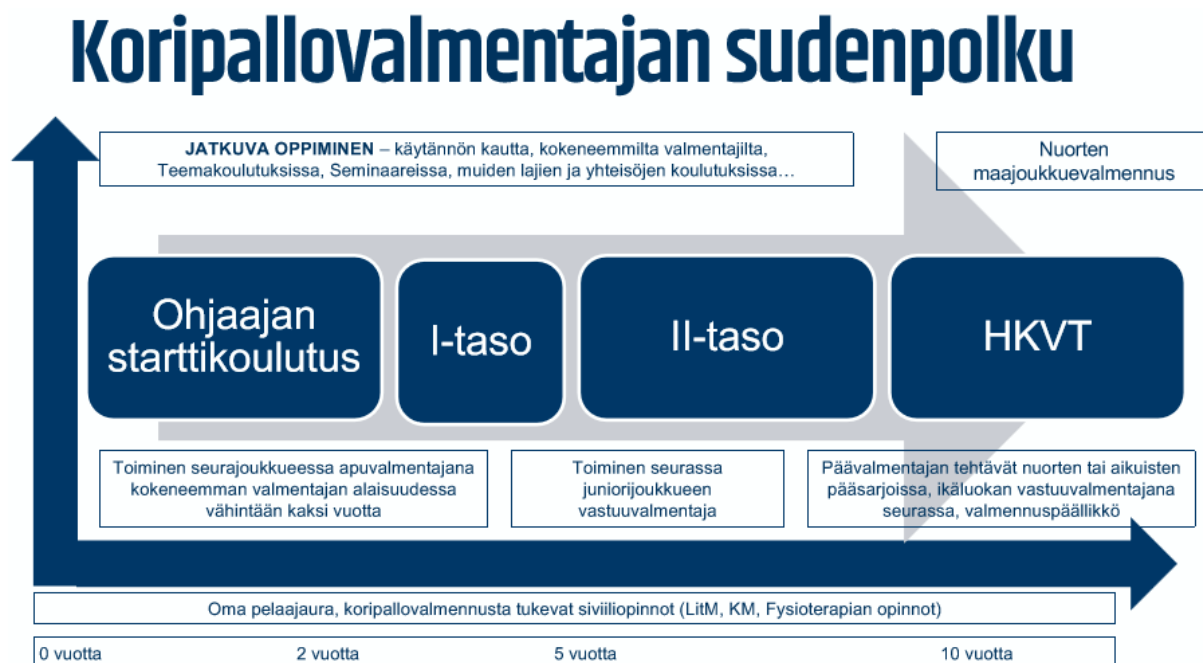 Koripallovalmentajan sudenpolku
JATKUVA OPPIMINEN – käytännön kautta, kokeneemmilta valmentajilta,
Teemakoulutuksissa, Seminaareissa, muiden lajien ja yhteisöjen koulutuksissa…
Nuorten
maajoukkuevalmennus
Ohjaajan
starttikoulutus
I-taso
II-taso
HKVT
Toiminen seurajoukkueessa apuvalmentajana
kokeneemman valmentajan alaisuudessa
vähintään kaksi vuotta
Toiminen seurassa
juniorijoukkueen
vastuuvalmentaja
Päävalmentajan tehtävät nuorten tai aikuisten
pääsarjoissa, ikäluokan vastuuvalmentajana
seurassa, valmennuspäällikkö
Oma pelaajaura, koripallovalmennusta tukevat siviiliopinnot (LitM, KM, Fysioterapian opinnot)
0 vuotta
2 vuotta
5 vuotta
10 vuotta